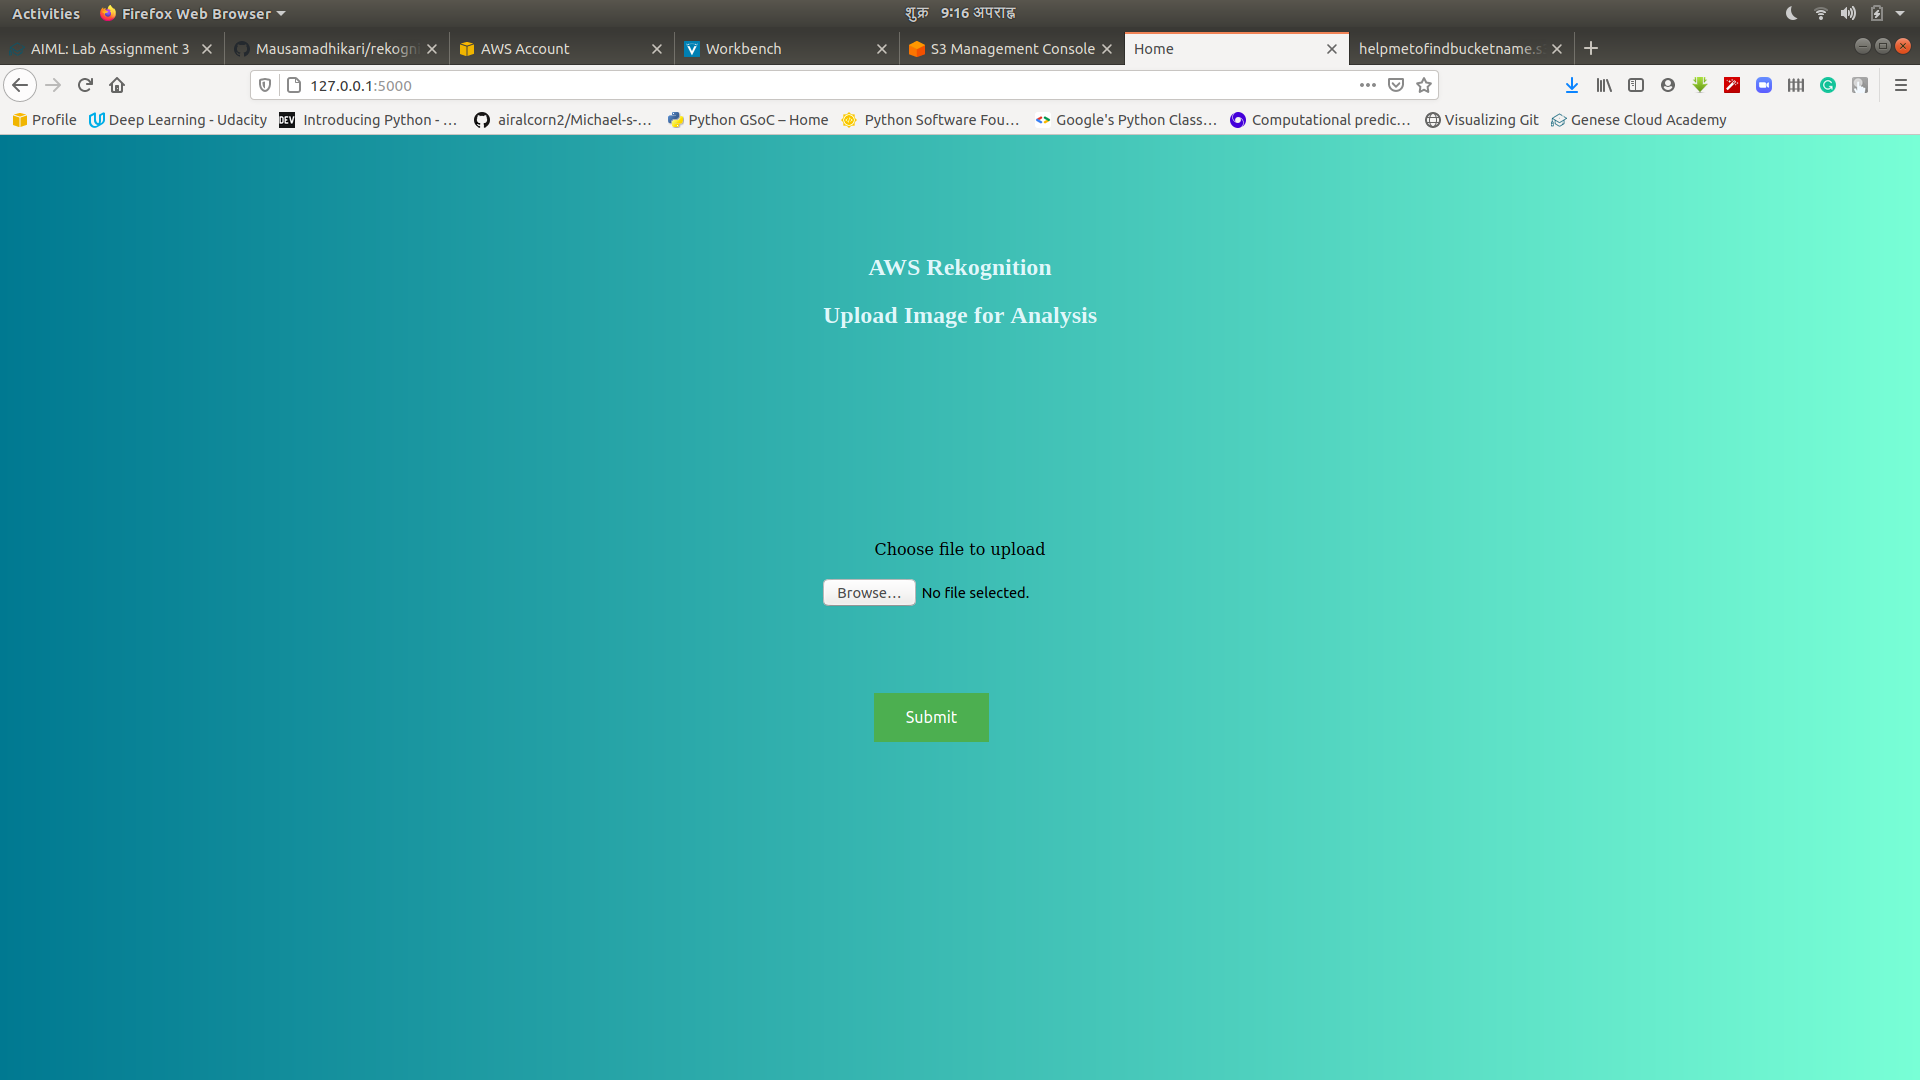 Activities Firefox Web Browser शुक्र 9:16 अपराह्न
AIML: Lab Assignment 3 Mausamadhikari/rekogni AWS Account Workbench S3 Management Console Home helpmetofindbucketname.s
127.0.0.1:5000
Profile Deep Learning - Udacity DEV Introducing Python - … airalcorn2/Michael-s-… Python GSoC – Home Python Software Fou… Google's Python Class… Computational predic… Visualizing Git Genese Cloud Academy
AWS Rekognition
Upload Image for Analysis
Choose file to upload
Browse… No file selected.
Submit